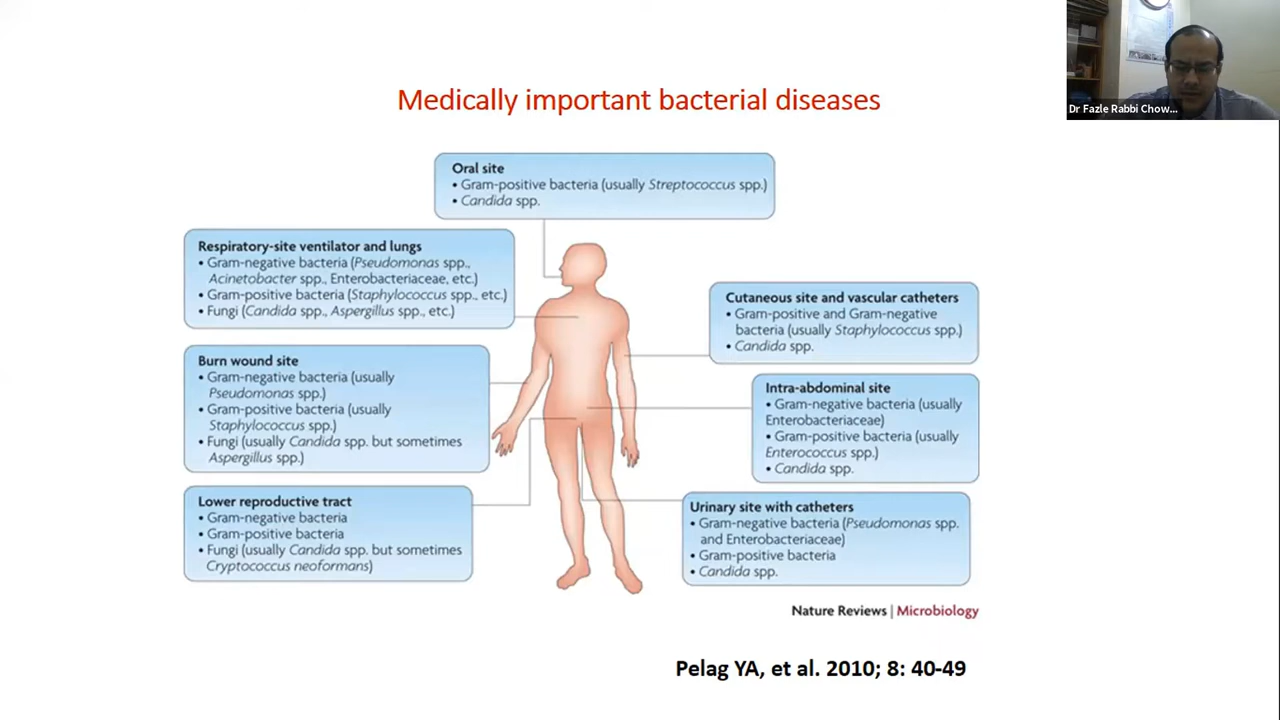 Dr Fazle Rabbi Chow...
Medically important bacterial diseases
Oral site
• Gram-positive bacteria (usually Streptococcus spp.)
• Candida spp.
Respiratory-site ventilator and lungs
• Gram-negative bacteria (Pseudomonas spp.,
Acinetobacter spp., Enterobacteriaceae, etc.)
• Gram-positive bacteria (Staphylococcus spp., etc.)
• Fungi (Candida spp., Aspergillus spp., etc.)
Burn wound site
• Gram-negative bacteria (usually
Pseudomonas spp.)
• Gram-positive bacteria (usually
Staphylococcus spp.)
• Fungi (usually Candida spp. but sometimes
Aspergillus spp.)
Lower reproductive tract
• Gram-negative bacteria
• Gram-positive bacteria
• Fungi (usually Candida spp. but sometimes
Cryptococcus neoformans)
Cutaneous site and vascular catheters
• Gram-positive and Gram-negative
bacteria (usually Staphylococcus spp.)
• Candida spp.
Intra-abdominal site
• Gram-negative bacteria (usually
Enterobacteriaceae)
• Gram-positive bacteria (usually
Enterococcus spp.)
• Candida spp.
Urinary site with catheters
• Gram-negative bacteria (Pseudomonas spp.
and Enterobacteriaceae)
• Gram-positive bacteria
• Candida spp.
Nature Reviews | Microbiology
Pelag YA, et al. 2010; 8: 40-49